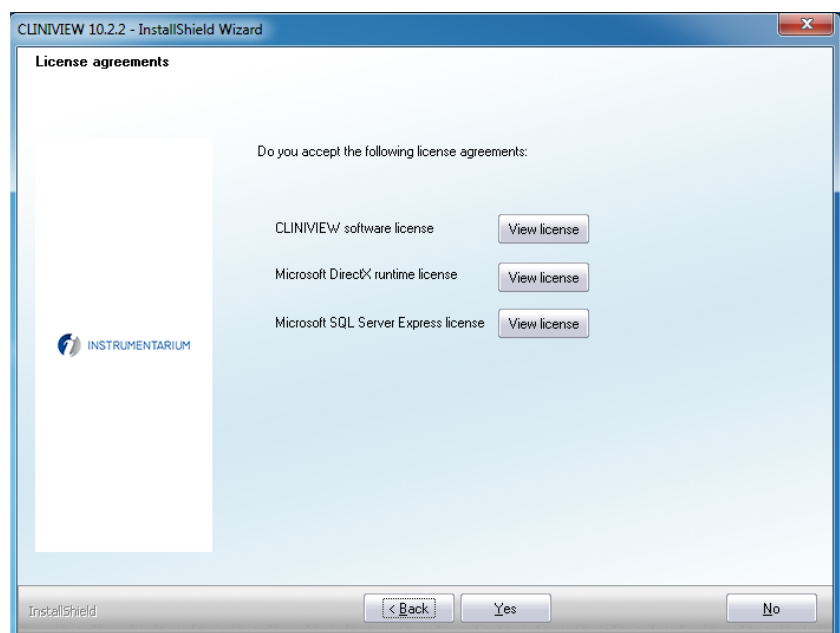 CLINIVIEW 10.2.2 - InstallShield Wizard
License agreements
Do you accept the following license agreements:
CLINIVIEW software license View license
Microsoft DirectX runtime license View license
Microsoft SQL Server Express license View license
INSTRUMENTARIUM
InstallShield < Back Yes No